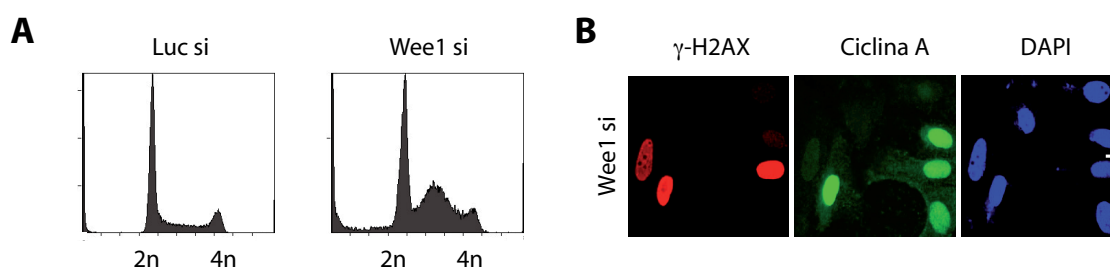 A
Luc si
Wee1 si
2n
4n
2n
4n
B
γ-H2AX
Ciclina A
DAPI
Wee1 si